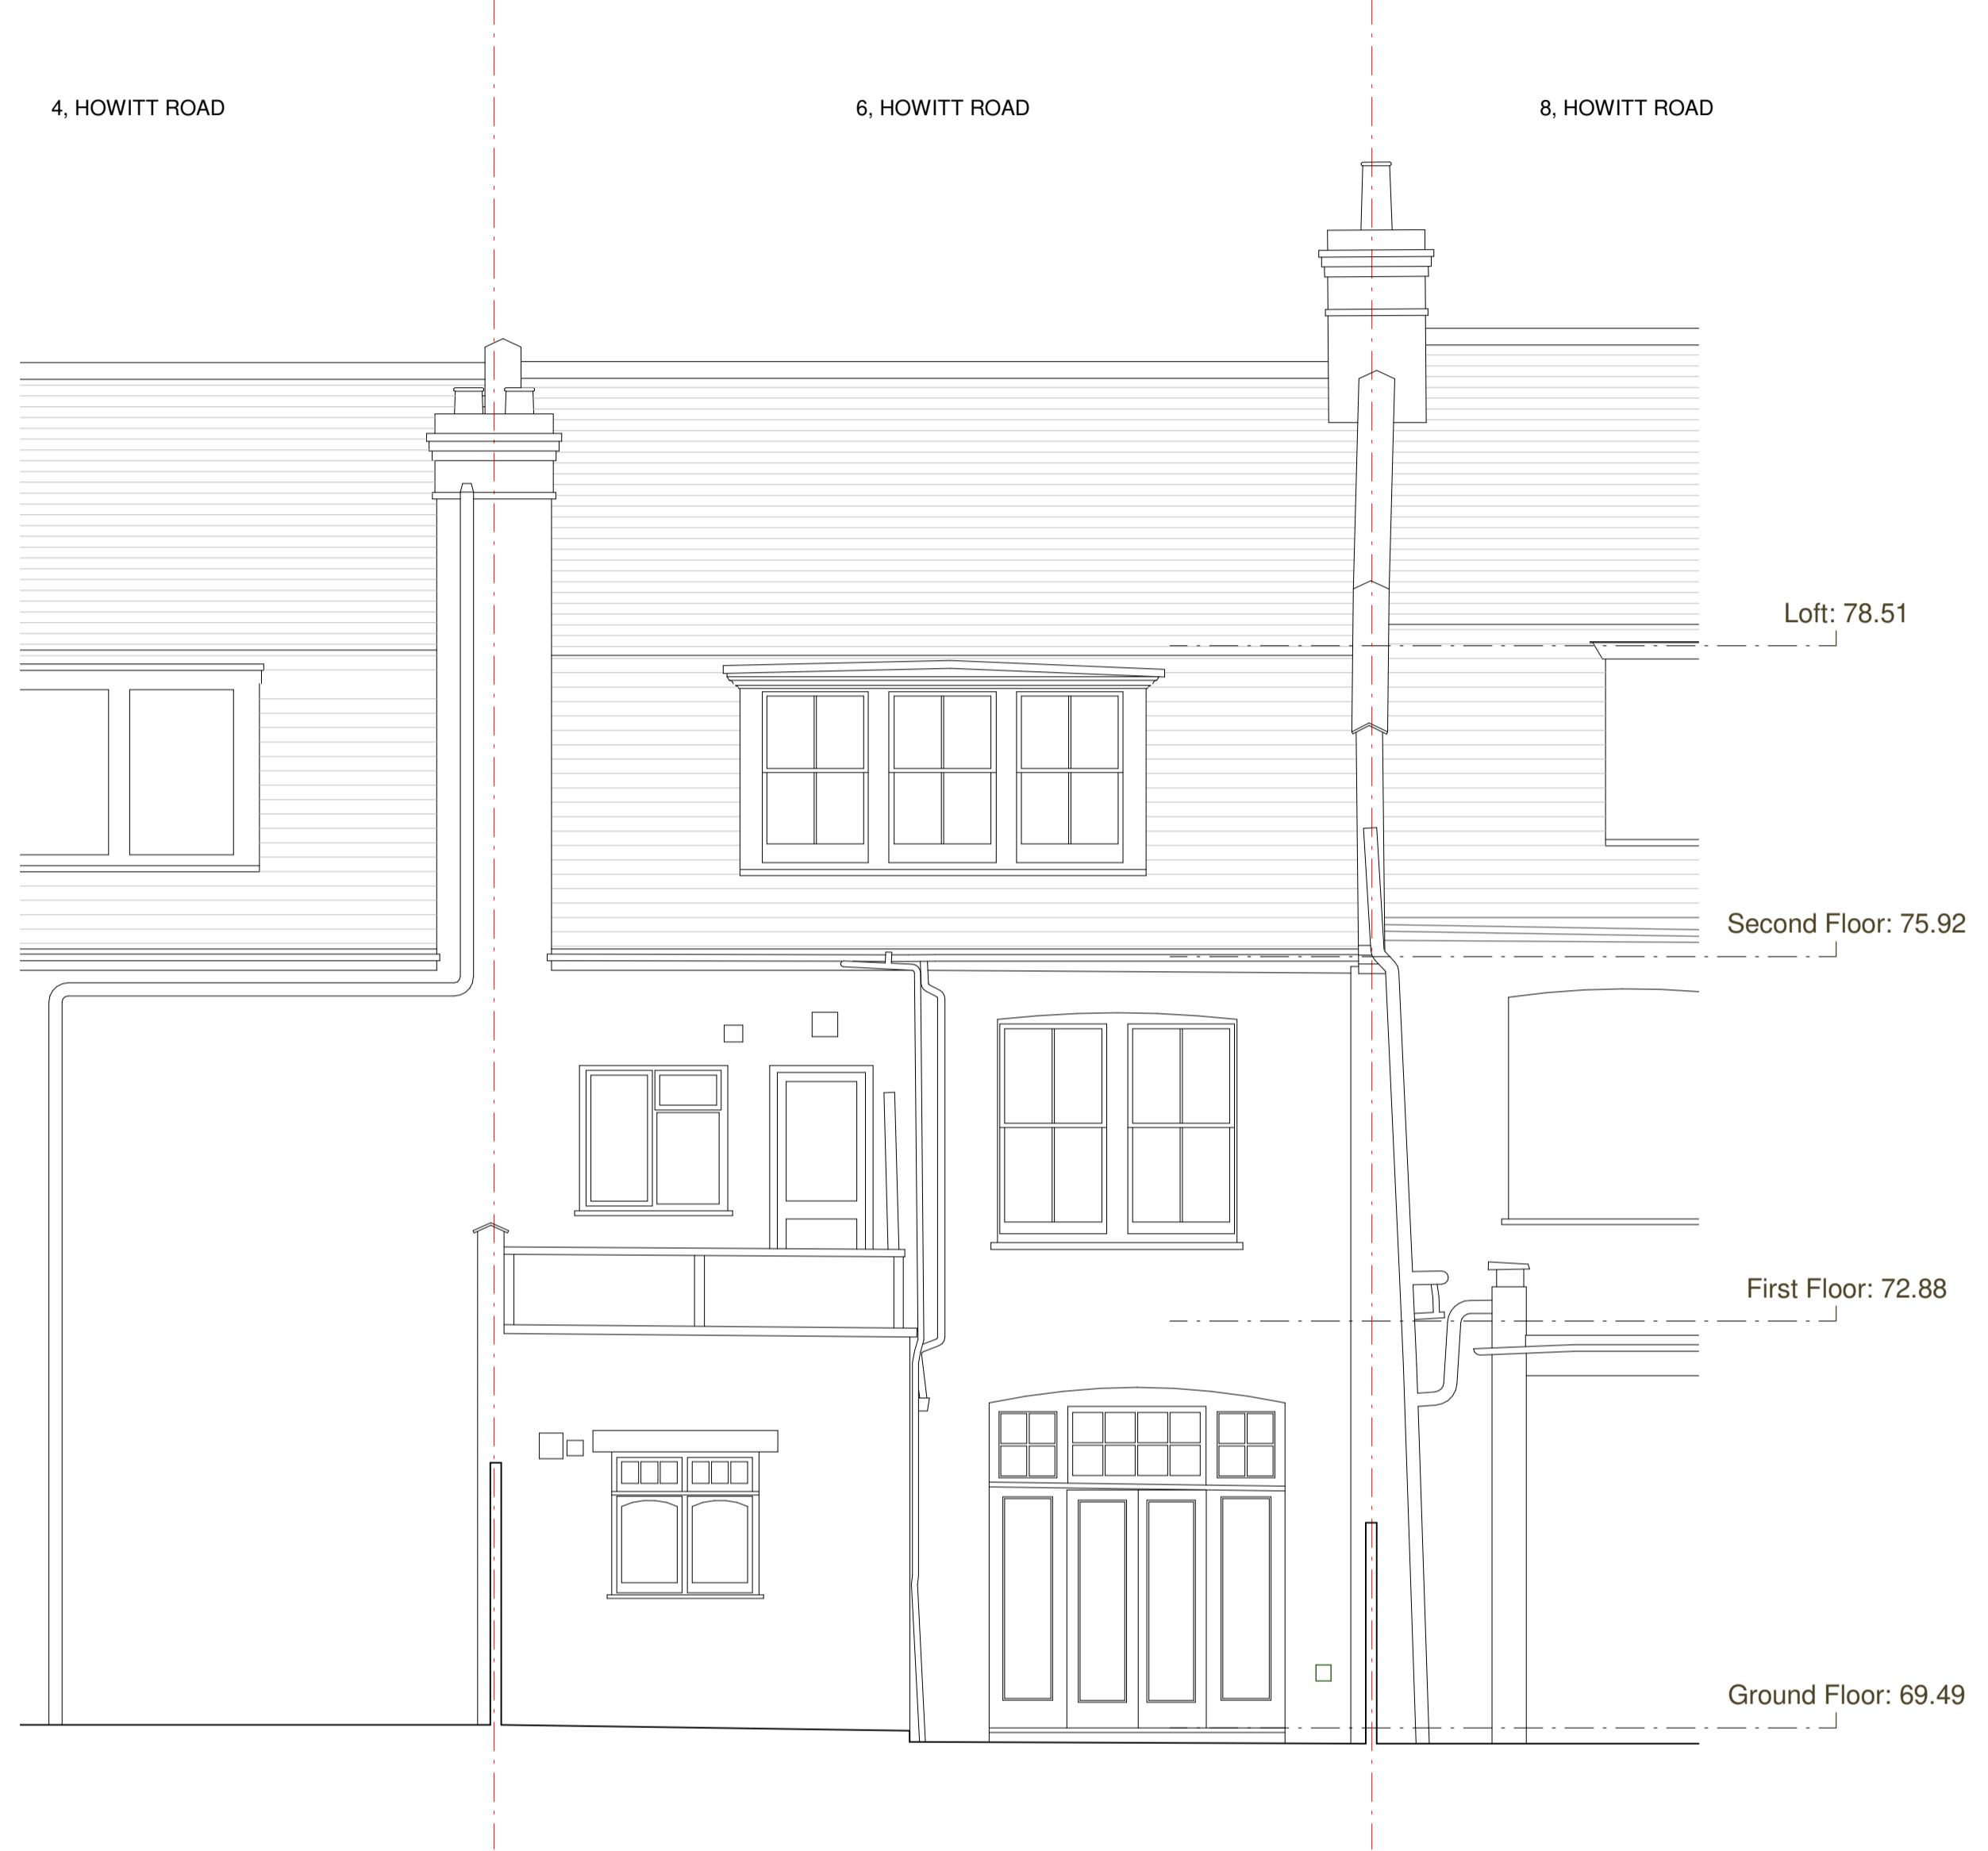 4, HOWITT ROAD
6, HOWITT ROAD
8, HOWITT ROAD
Loft: 78.51
Second Floor: 75.92
First Floor: 72.88
Ground Floor: 69.49